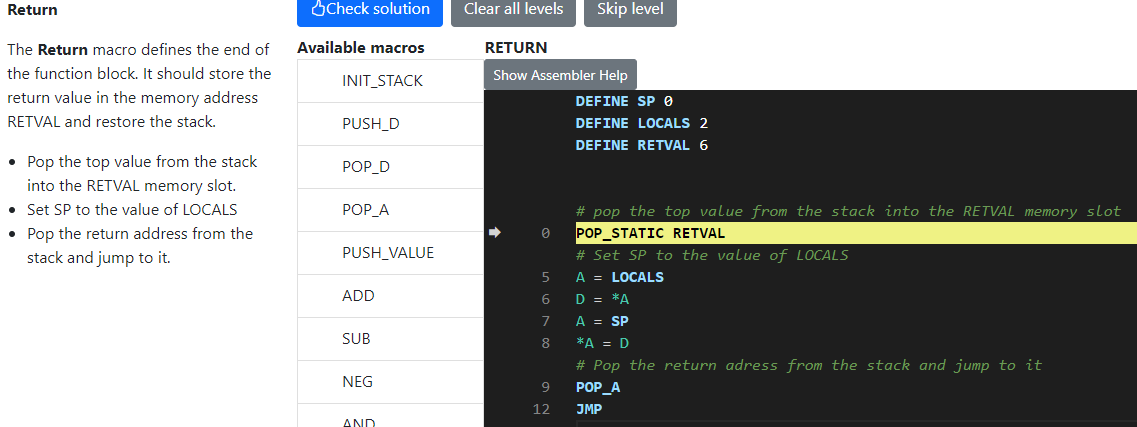 Return
The Return macro defines the end of
the function block. It should store the
return value in the memory address
RETVAL and restore the stack.
• Pop the top value from the stack
into the RETVAL memory slot.
• Set SP to the value of LOCALS
• Pop the return address from the
stack and jump to it.
Check solution
Clear all levels
Skip level
Available macros
INIT_STACK
PUSH_D
POP_D
POP_A
PUSH_VALUE
ADD
SUB
NEG
AND
RETURN
Show Assembler Help
DEFINE SP 0
DEFINE LOCALS 2
DEFINE RETVAL 6
# pop the top value from the stack into the RETVAL memory slot
0 POP_STATIC RETVAL
# Set SP to the value of LOCALS
5 A = LOCALS
6 D = *A
7 A = SP
8 *A = D
# Pop the return adress from the stack and jump to it
9 POP_A
12 JMP